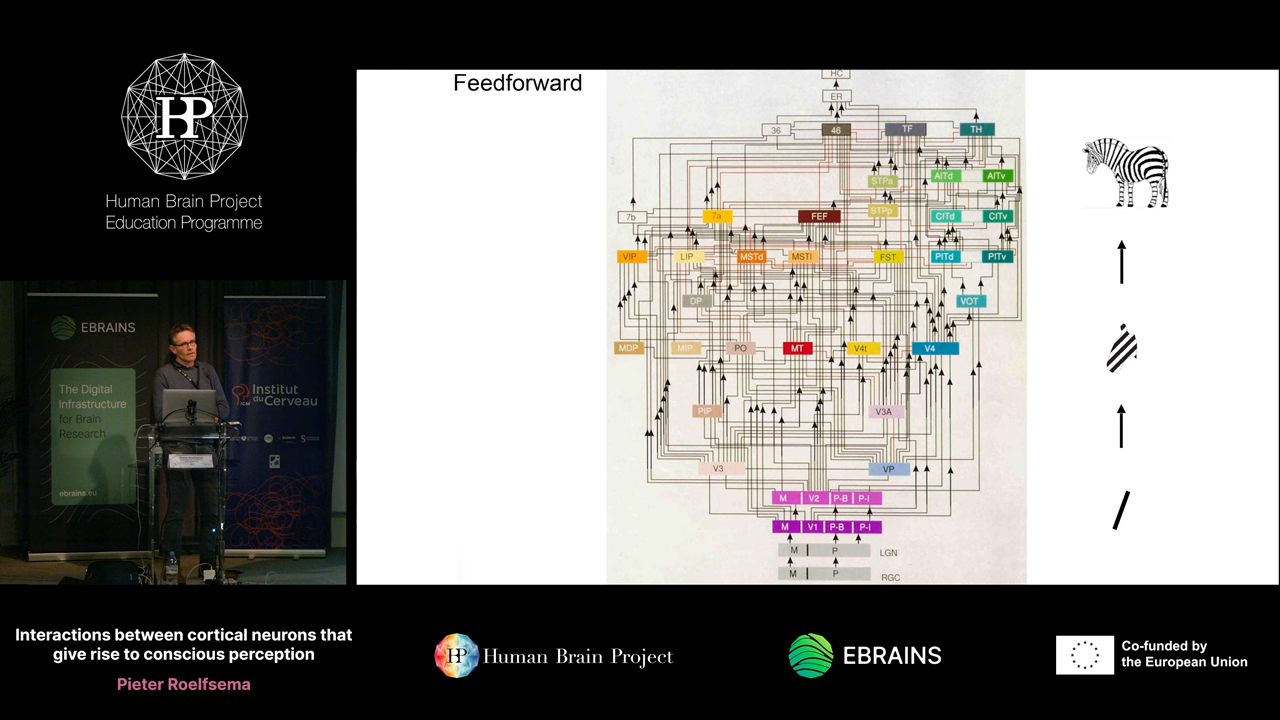 HP
Human Brain Project
Education Programme
EBRAINS
The Digital
Infrastructure
for Brain
Research
ebrains.eu
Institut
du Cerveau
ICM
Feedforward
HC
ER
36
46
TF
TH
STPa
AITd
AITv
7b
7a
FEF
STPp
CITd
CITv
VIP
LIP
MSTd
MSTl
FST
PITd
PITv
DP
VOT
MDP
MIP
PO
MT
V4t
V4
PIP
V3A
V3
VP
M V2 P-B P-I
M V1 P-B P-I
M P LGN
M P RGC
Interactions between cortical neurons that
give rise to conscious perception
Pieter Roelfsema
HP Human Brain Project
EBRAINS
Co-funded by
the European Union